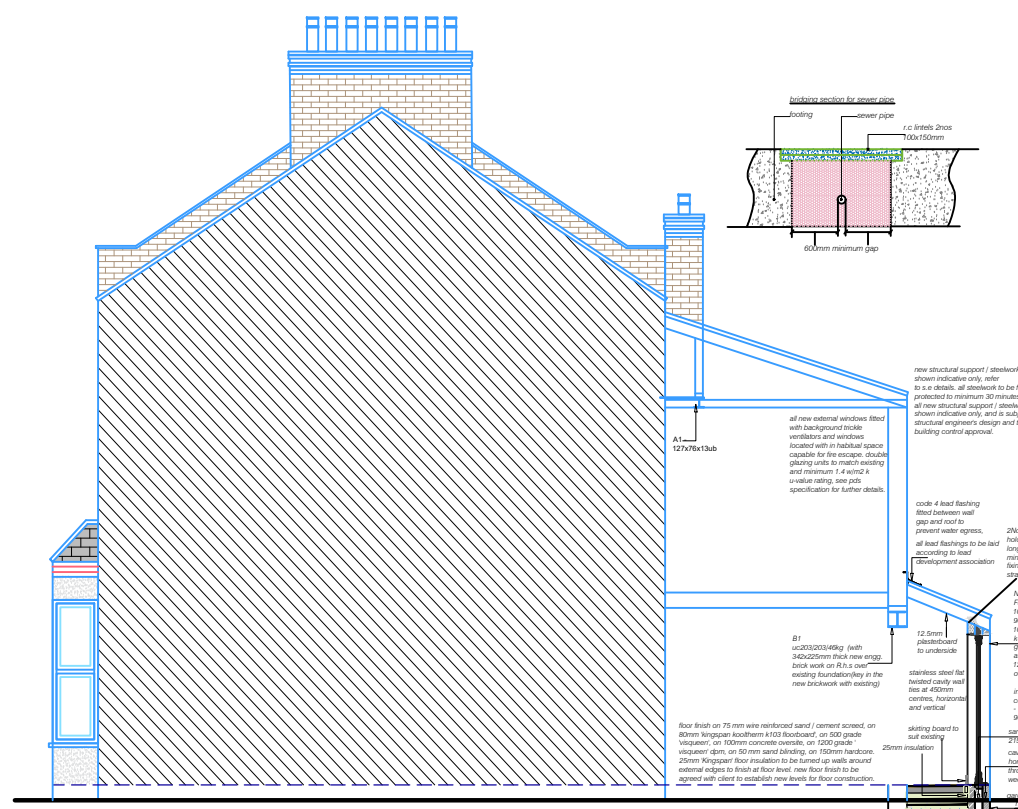 bridging section for sewer pipe
footing
sewer pipe
r.c lintels 2nos
100x150mm
600mm minimum gap
new structural support / steelwork
shown indicative only, refer
to s.e details. all steelwork to be
protected to minimum 30 minutes
all new structural support / steelw
shown indicative only, and is sub
structural engineer's design and
building control approval.
all new external windows fitted
with background trickle
ventilators and windows
located with in habitual space
capable for fire escape. double
glazing units to match existing
and minimum 1.4 w/m2 k
u-value rating, see pds
specification for further details.
A1
127x76x13ub
code 4 lead flashing
fitted between wall
gap and roof to
prevent water egress,
all lead flashings to be laid
according to lead
development association
B1
uc203/203/46kg (with
342x225mm thick new engg.
brick work on R.h.s over
existing foundation(key in the
new brickwork with existing)
12.5mm
plasterboard
to underside
stainless steel flat
twisted cavity wall
ties at 450mm
centres, horizontal
and vertical
skirting board to
suit existing
25mm insulation
floor finish on 75 mm wire reinforced sand / cement screed, on
80mm 'kingspan kooltherm k103 floorboard', on 500 grade
'visqueen', on 100mm concrete oversite, on 1200 grade '
visqueen' dpm, on 50 mm sand blinding, on 150mm hardcore.
25mm 'Kingspan' floor insulation to be turned up walls around
external edges to finish at floor level. new floor finish to be
agreed with client to establish new levels for floor construction.
2No
hold
long
min
fixin
stra